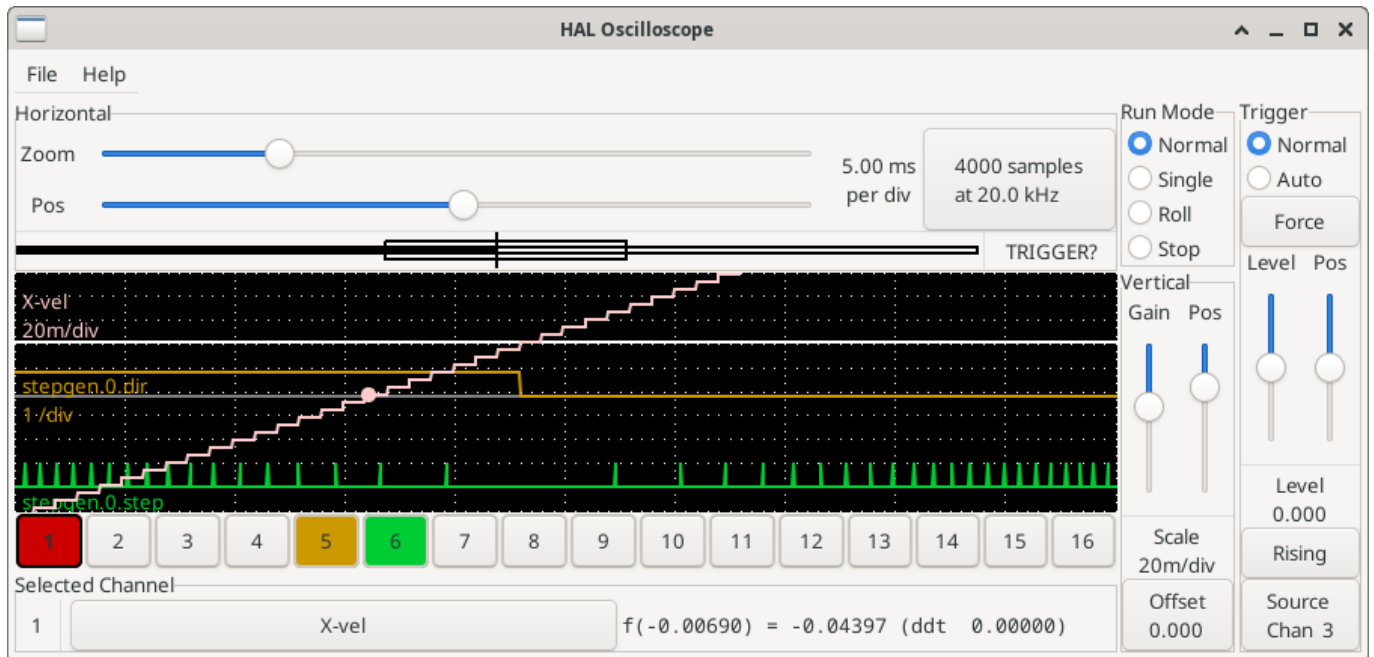 HAL Oscilloscope
File Help
Horizontal
Zoom
Pos
5.00 ms
per div
4000 samples
at 20.0 kHz
TRIGGER?
X-vel
20m/div
stepgen.0.dir
1 /div
stepgen.0.step
1 2 3 4 5 6 7 8 9 10 11 12 13 14 15 16
Selected Channel
1 X-vel f(-0.00690) = -0.04397 (ddt 0.00000)
Run Mode
Normal
Single
Roll
Stop
Vertical
Gain Pos
Scale
20m/div
Offset
0.000
Trigger
Normal
Auto
Force
Level Pos
Level
0.000
Rising
Source
Chan 3